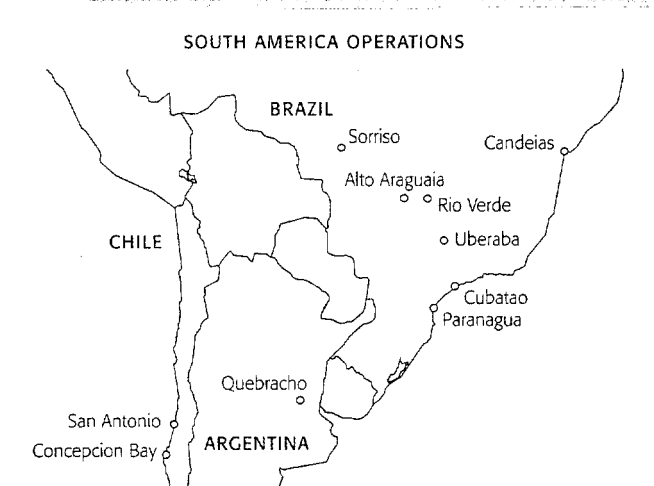 SOUTH AMERICA OPERATIONS
BRAZIL
Sorriso
Candeias
Alto Araguaia
Rio Verde
CHILE
Uberaba
Cubatao
Paranagua
Quebracho
San Antonio
Concepcion Bay
ARGENTINA